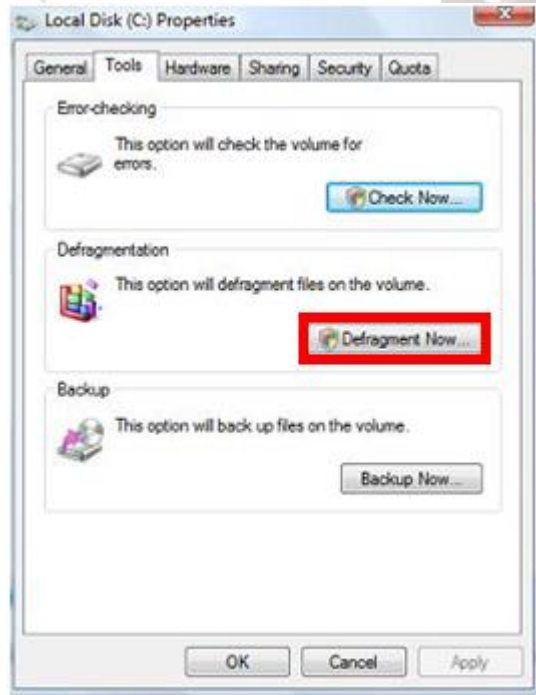 Local Disk (C:) Properties
General Tools Hardware Sharing Security Quota
Error-checking
This option will check the volume for
errors.
Check Now...
Defragmentation
This option will defragment files on the volume.
Defragment Now...
Backup
This option will back up files on the volume.
Backup Now...
OK Cancel Apply